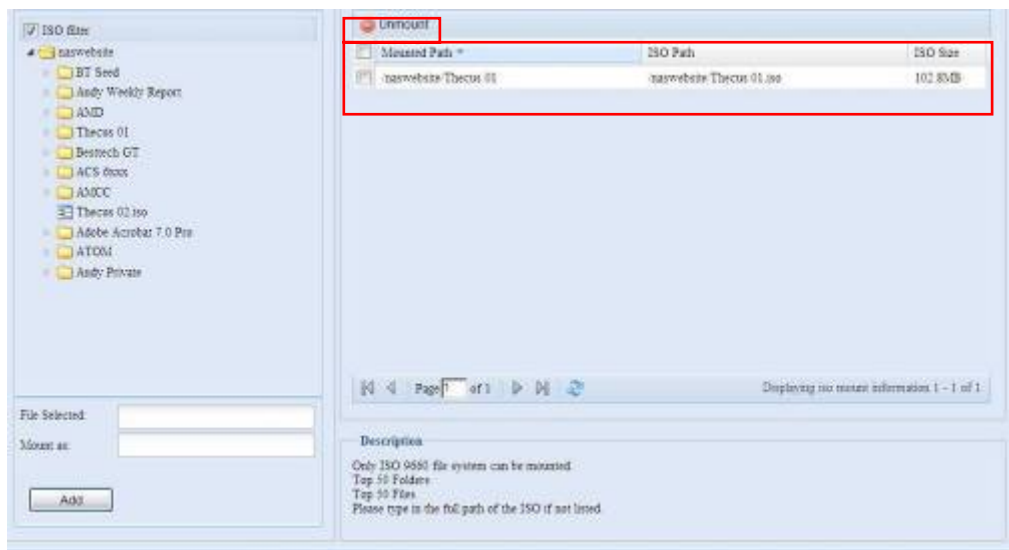 ISO filter
naswebsite
BT Seed
Andy Weekly Report
AMD
Thecus 01
Bestech GT
ACS 6xxx
AMCC
Thecus 02.iso
Adobe Acrobat 7.0 Pro
ATOM
Andy Private
File Selected:
Mount as:
Add
Unmount
Mounted Path ISO Path ISO Size
/naswebsite/Thecus 01 /naswebsite/Thecus 01.iso 102.8MB
Page 1 of 1 Displaying iso mount information 1 - 1 of 1
Description
Only ISO 9660 file system can be mounted.
Top 50 Folders
Top 50 Files
Please type in the full path of the ISO if not listed.